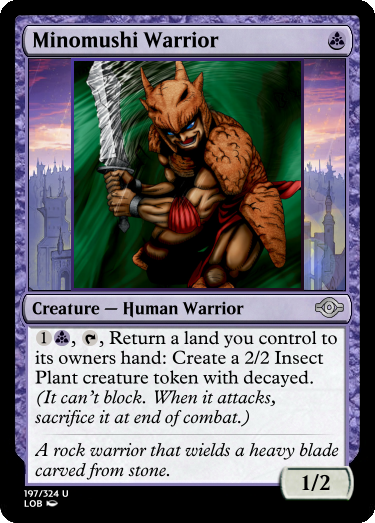 Minomushi Warrior
Creature — Human Warrior
1 , , Return a land you control to
its owners hand: Create a 2/2 Insect
Plant creature token with decayed.
(It can't block. When it attacks,
sacrifice it at end of combat.)
A rock warrior that wields a heavy blade
carved from stone.
1/2
197/324 U
LOB